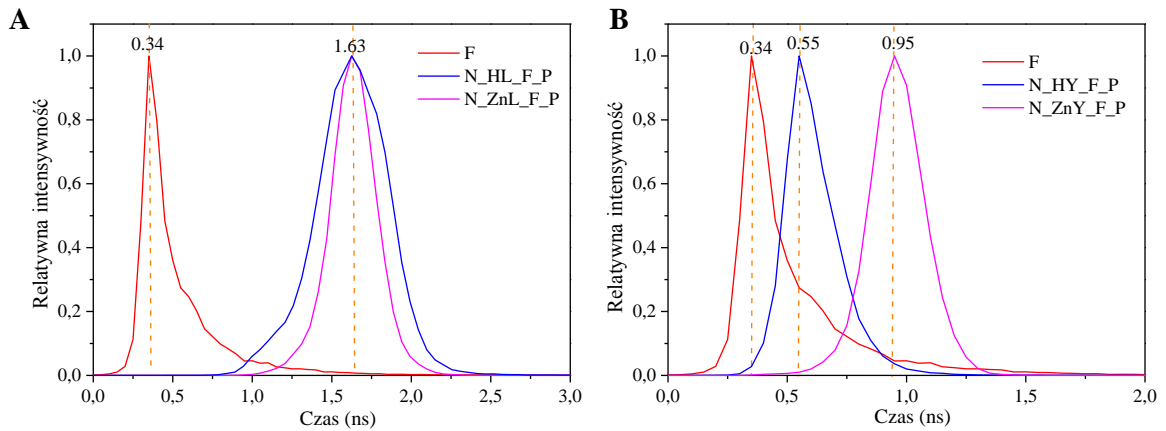 A
0.34
1.63
F
N_HL_F_P
N_ZnL_F_P
1,0
0,8
0,6
0,4
0,2
0,0
Relatywna intensywność
0,0
0,5
1,0
1,5
2,0
2,5
3,0
Czas (ns)
B
0.34
0.55
0.95
F
N_HY_F_P
N_ZnY_F_P
1,0
0,8
0,6
0,4
0,2
0,0
Relatywna intensywność
0,0
0,5
1,0
1,5
2,0
Czas (ns)